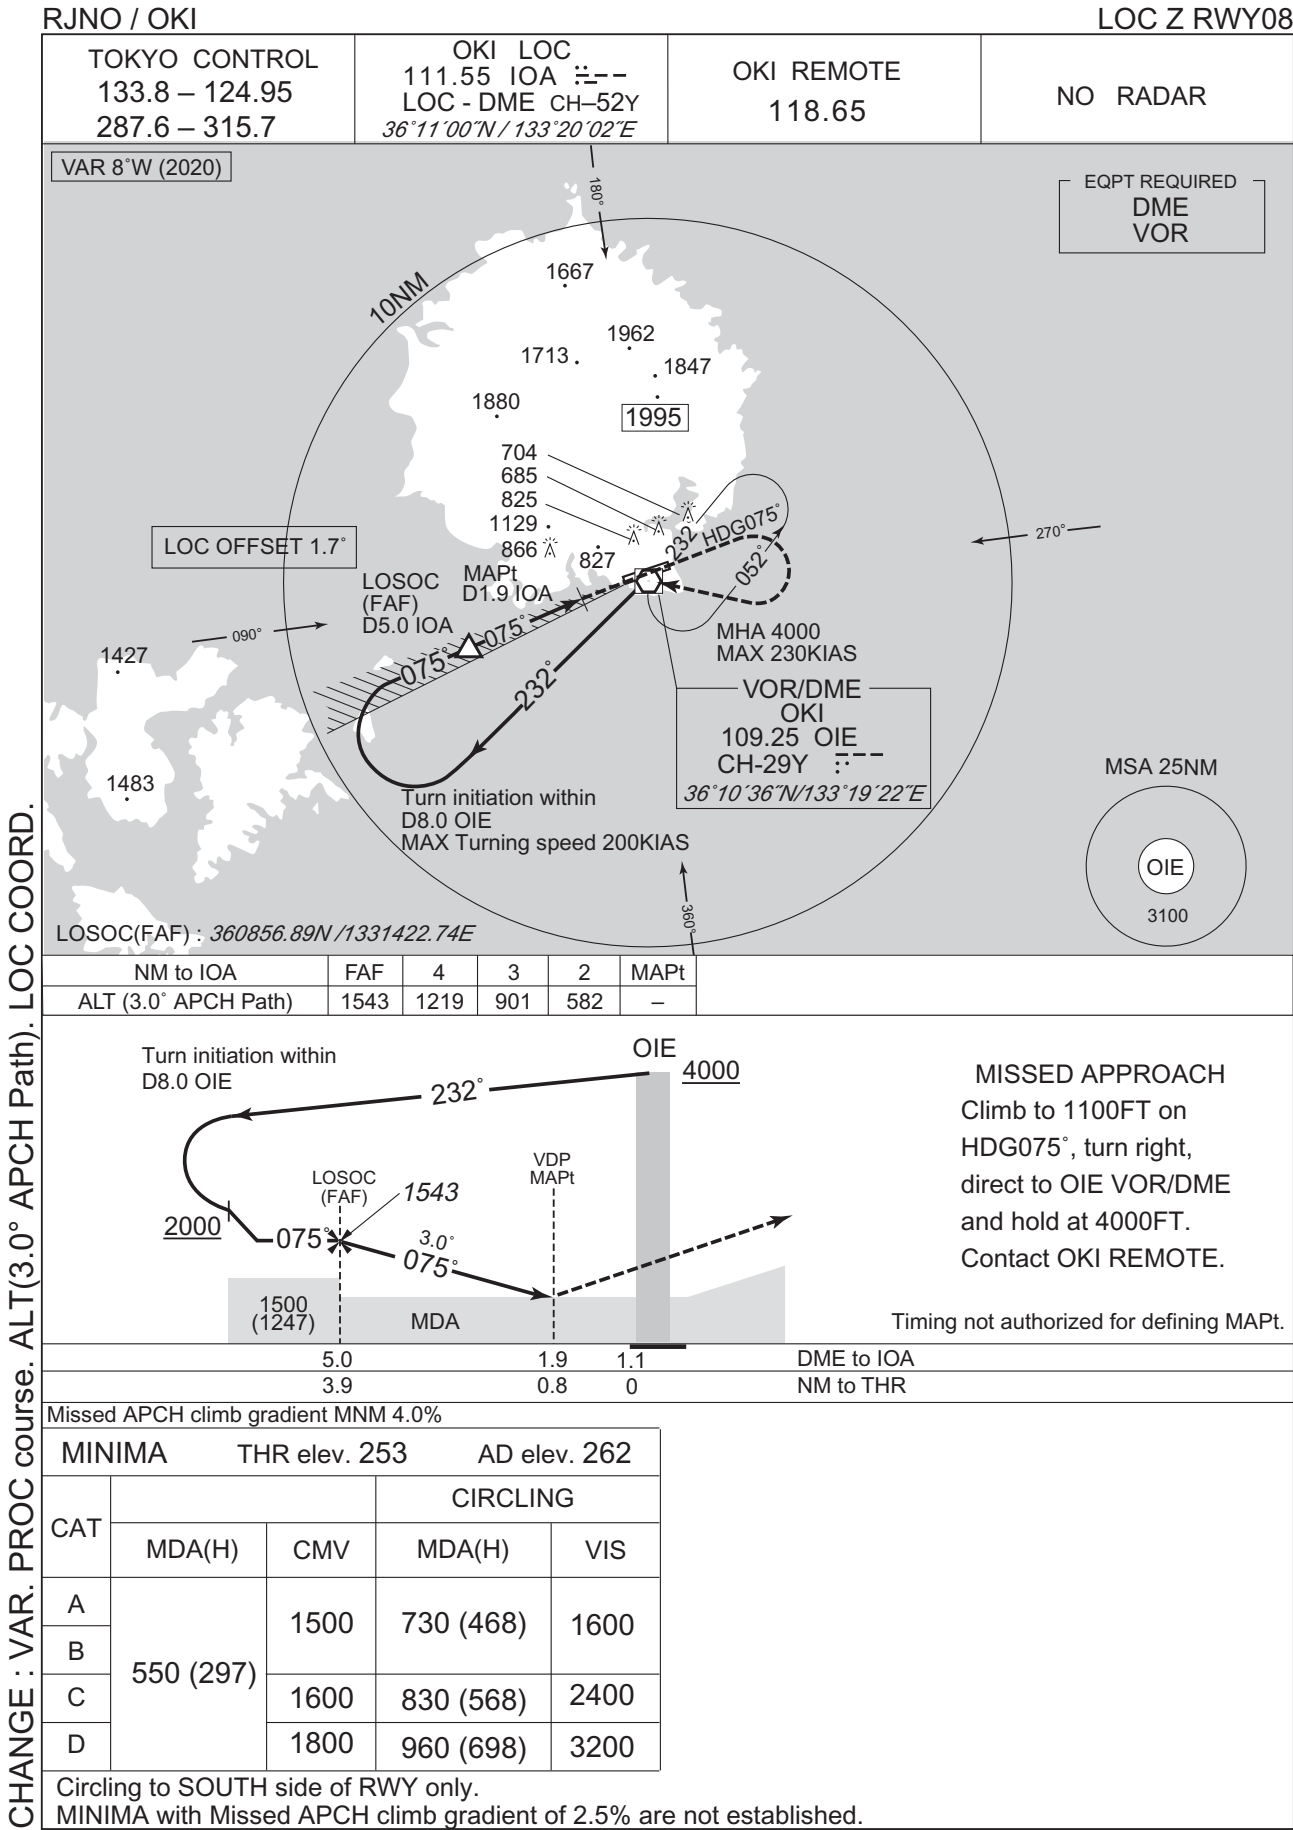 RJNO / OKI
LOC Z RWY08
TOKYO CONTROL
133.8 – 124.95
287.6 – 315.7
OKI LOC
111.55 IOA
LOC - DME CH–52Y
36°11´00˝N / 133°20´02˝E
OKI REMOTE
118.65
NO RADAR
VAR 8°W (2020)
EQPT REQUIRED
DME
VOR
180°
10NM
1667
1962
1713
1847
1880
1995
704
685
825
1129
866
827
232°
HDG075°
052°
270°
LOC OFFSET 1.7°
LOSOC
(FAF)
D5.0 IOA
MAPt
D1.9 IOA
090°
075°
075°
232°
MHA 4000
MAX 230KIAS
1427
1483
VOR/DME
OKI
109.25 OIE
CH-29Y
36°10´36˝N/133°19´22˝E
Turn initiation within
D8.0 OIE
MAX Turning speed 200KIAS
360°
MSA 25NM
OIE
3100
LOSOC(FAF) : 360856.89N /1331422.74E
NM to IOA FAF 4 3 2 MAPt
ALT (3.0° APCH Path) 1543 1219 901 582 –
Turn initiation within
D8.0 OIE
OIE
4000
232°
LOSOC
(FAF)
1543
VDP
MAPt
2000
075°
3.0°
075°
1500
(1247)
MDA
MISSED APPROACH
Climb to 1100FT on
HDG075°, turn right,
direct to OIE VOR/DME
and hold at 4000FT.
Contact OKI REMOTE.
Timing not authorized for defining MAPt.
5.0 1.9 1.1 DME to IOA
3.9 0.8 0 NM to THR
Missed APCH climb gradient MNM 4.0%
MINIMA THR elev. 253 AD elev. 262
CAT
CIRCLING
MDA(H) CMV MDA(H) VIS
A
B
C
D
550 (297)
1500 730 (468) 1600
1600 830 (568) 2400
1800 960 (698) 3200
Circling to SOUTH side of RWY only.
MINIMA with Missed APCH climb gradient of 2.5% are not established.
CHANGE : VAR. PROC course. ALT(3.0° APCH Path). LOC COORD.